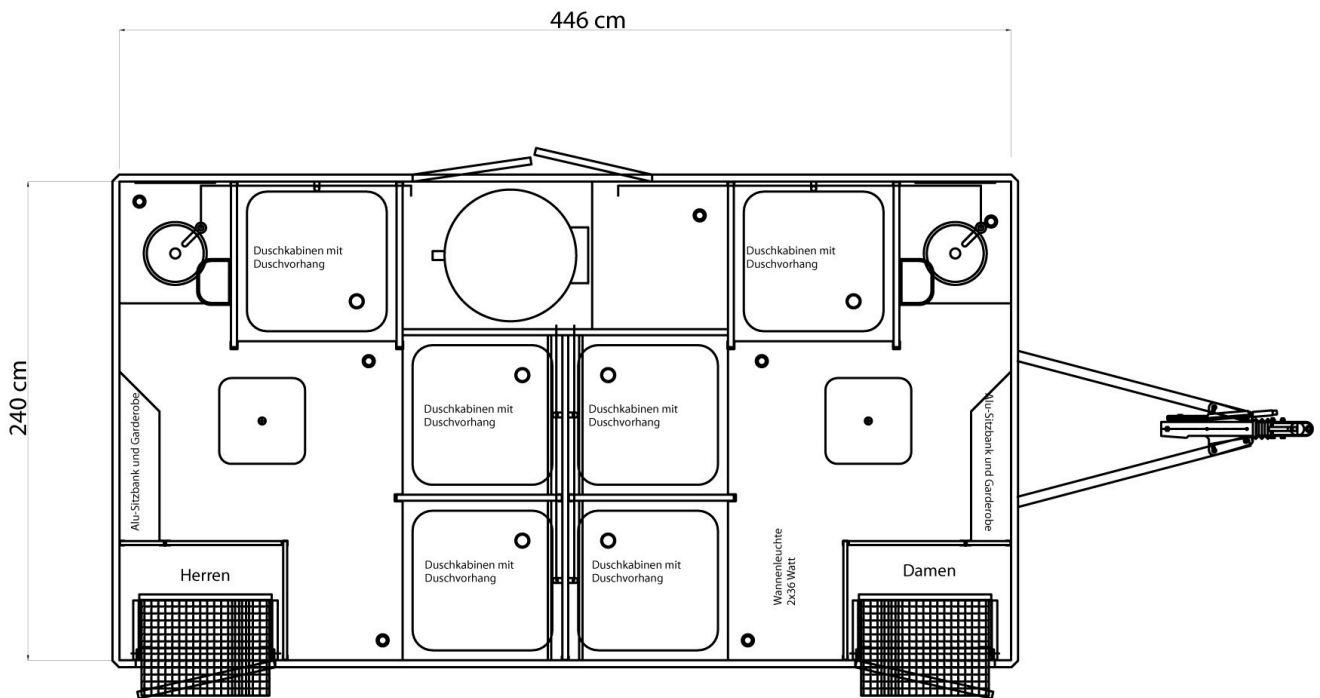 446 cm
240 cm
Duschkabinen mit
Duschvorhang
Duschkabinen mit
Duschvorhang
Duschkabinen mit
Duschvorhang
Duschkabinen mit
Duschvorhang
Alu-Sitzbank und Garderobe
Alu-Sitzbank und Garderobe
Duschkabinen mit
Duschvorhang
Duschkabinen mit
Duschvorhang
Wannenleuchte
2x36 Watt
Herren
Damen